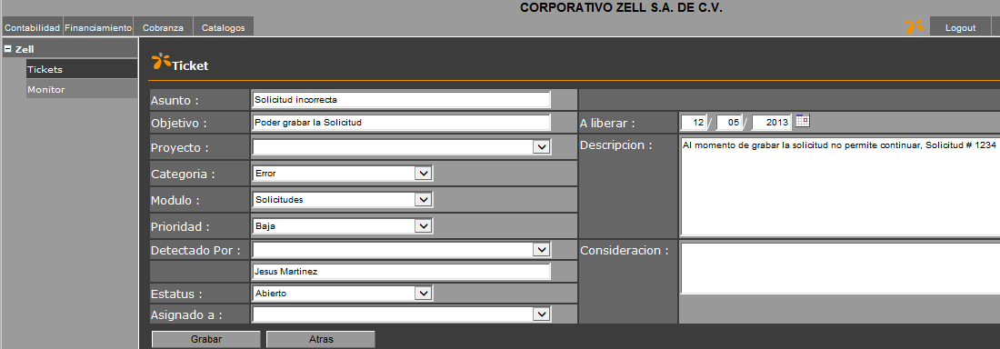 CORPORATIVO ZELL S.A. DE C.V.
Contabilidad Financiamiento Cobranza Catalogos Logout
Zell
Tickets
Monitor
Ticket
Asunto : Solicitud incorrecta
Objetivo : Poder grabar la Solicitud A liberar : 12 / 05 / 2013
Proyecto : Descripcion : Al momento de grabar la solicitud no permite continuar, Solicitud # 1234
Categoria : Error
Modulo : Solicitudes
Prioridad : Baja
Detectado Por : Consideracion :
Jesus Martinez
Estatus : Abierto
Asignado a :
Grabar Atras